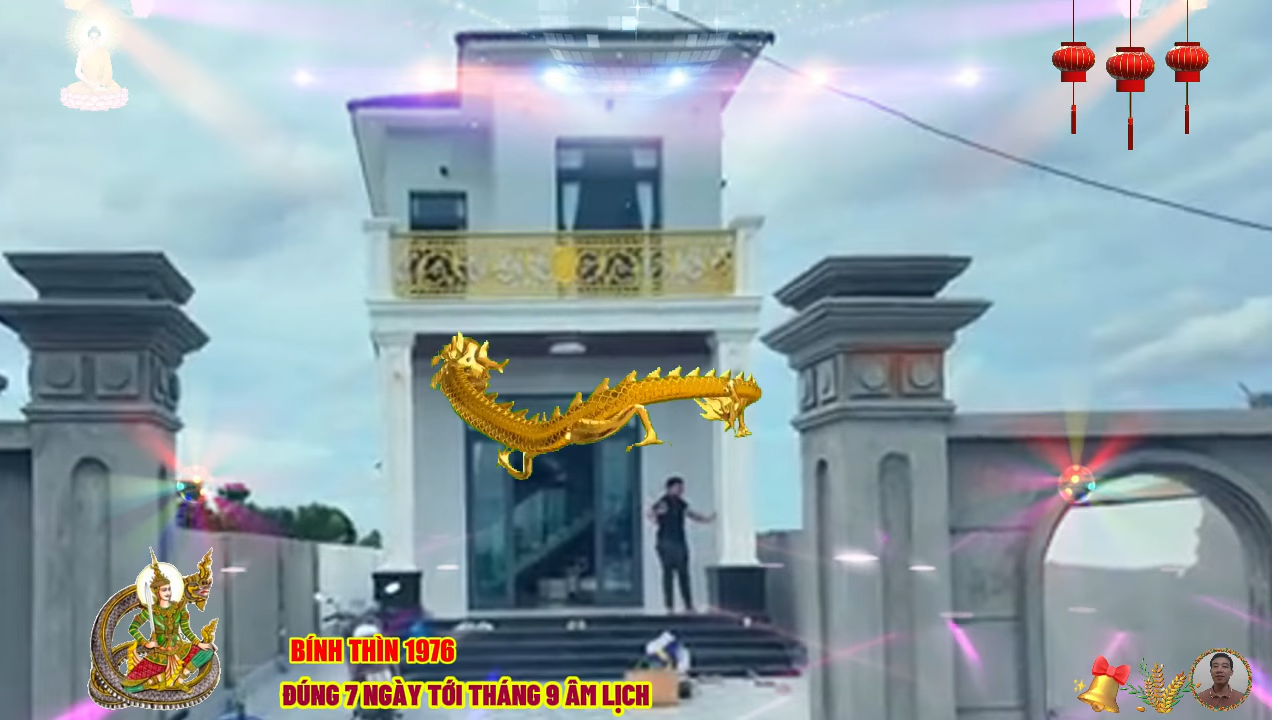 BÍNH THÌN 1976
ĐÚNG 7 NGÀY TỚI THÁNG 9 ÂM LỊCH